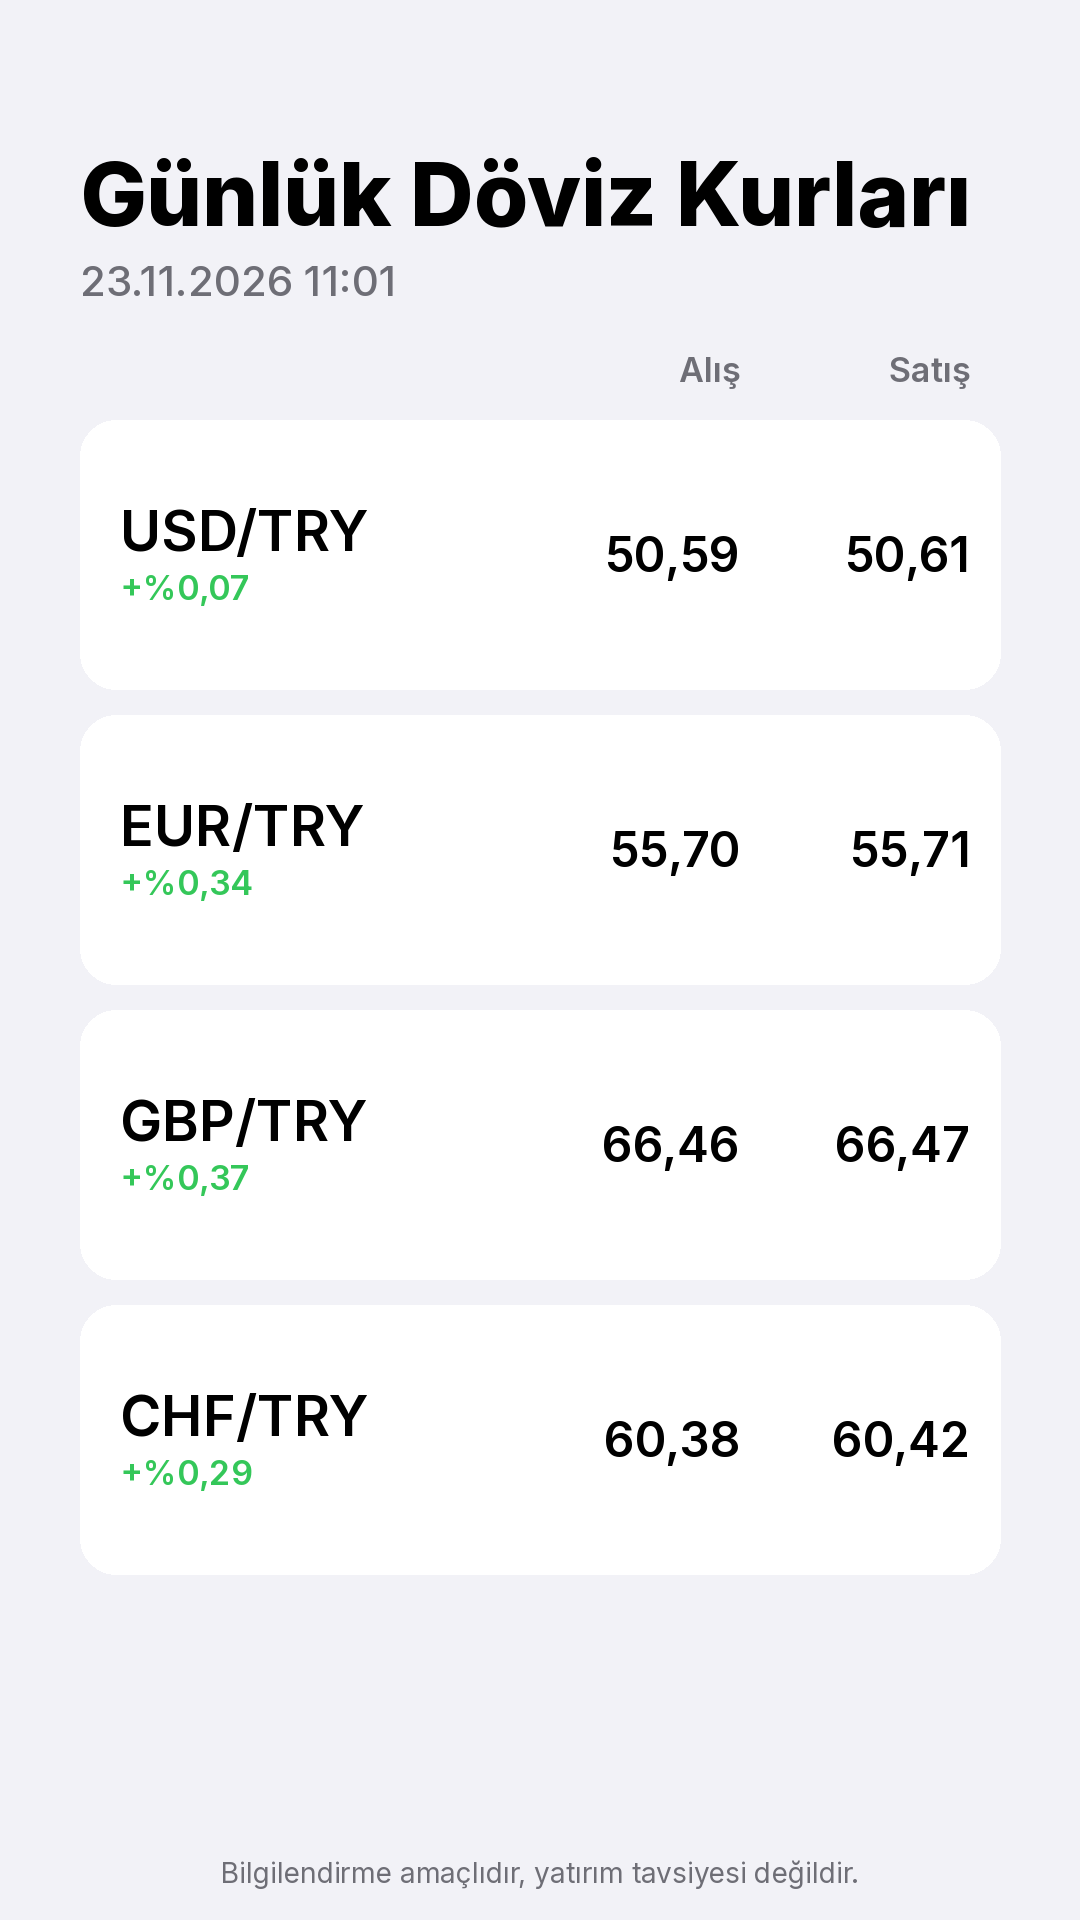 Günlük Döviz Kurları
23.11.2026 11:01
Alış Satış
USD/TRY
+%0,07
50,59 50,61
EUR/TRY
+%0,34
55,70 55,71
GBP/TRY
+%0,37
66,46 66,47
CHF/TRY
+%0,29
60,38 60,42
Bilgilendirme amaçlıdır, yatırım tavsiyesi değildir.